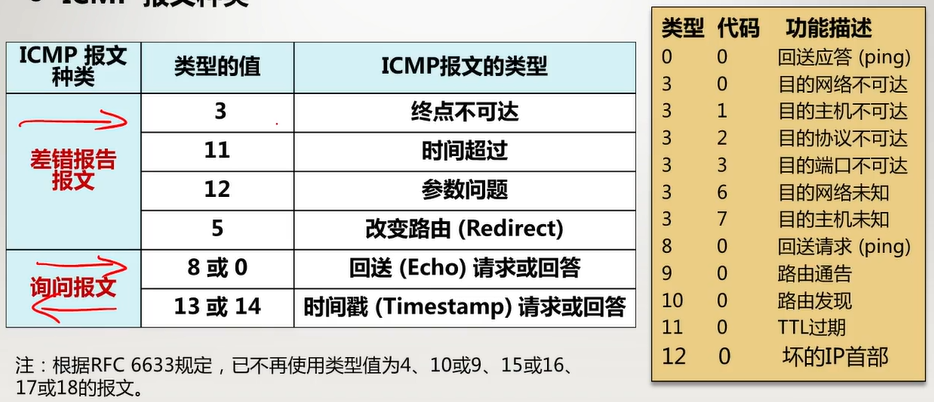 ICMP 报文种类
ICMP 报文种类 类型的值 ICMP报文的类型
差错报告报文 3 终点不可达
11 时间超过
12 参数问题
5 改变路由 (Redirect)
询问报文 8 或 0 回送 (Echo) 请求或回答
13 或 14 时间戳 (Timestamp) 请求或回答
注：根据RFC 6633规定，已不再使用类型值为4、10或9、15或16、
17或18的报文。
类型 代码 功能描述
0 0 回送应答 (ping)
3 0 目的网络不可达
3 1 目的主机不可达
3 2 目的协议不可达
3 3 目的端口不可达
3 6 目的网络未知
3 7 目的主机未知
8 0 回送请求 (ping)
9 0 路由通告
10 0 路由发现
11 0 TTL过期
12 0 坏的IP首部